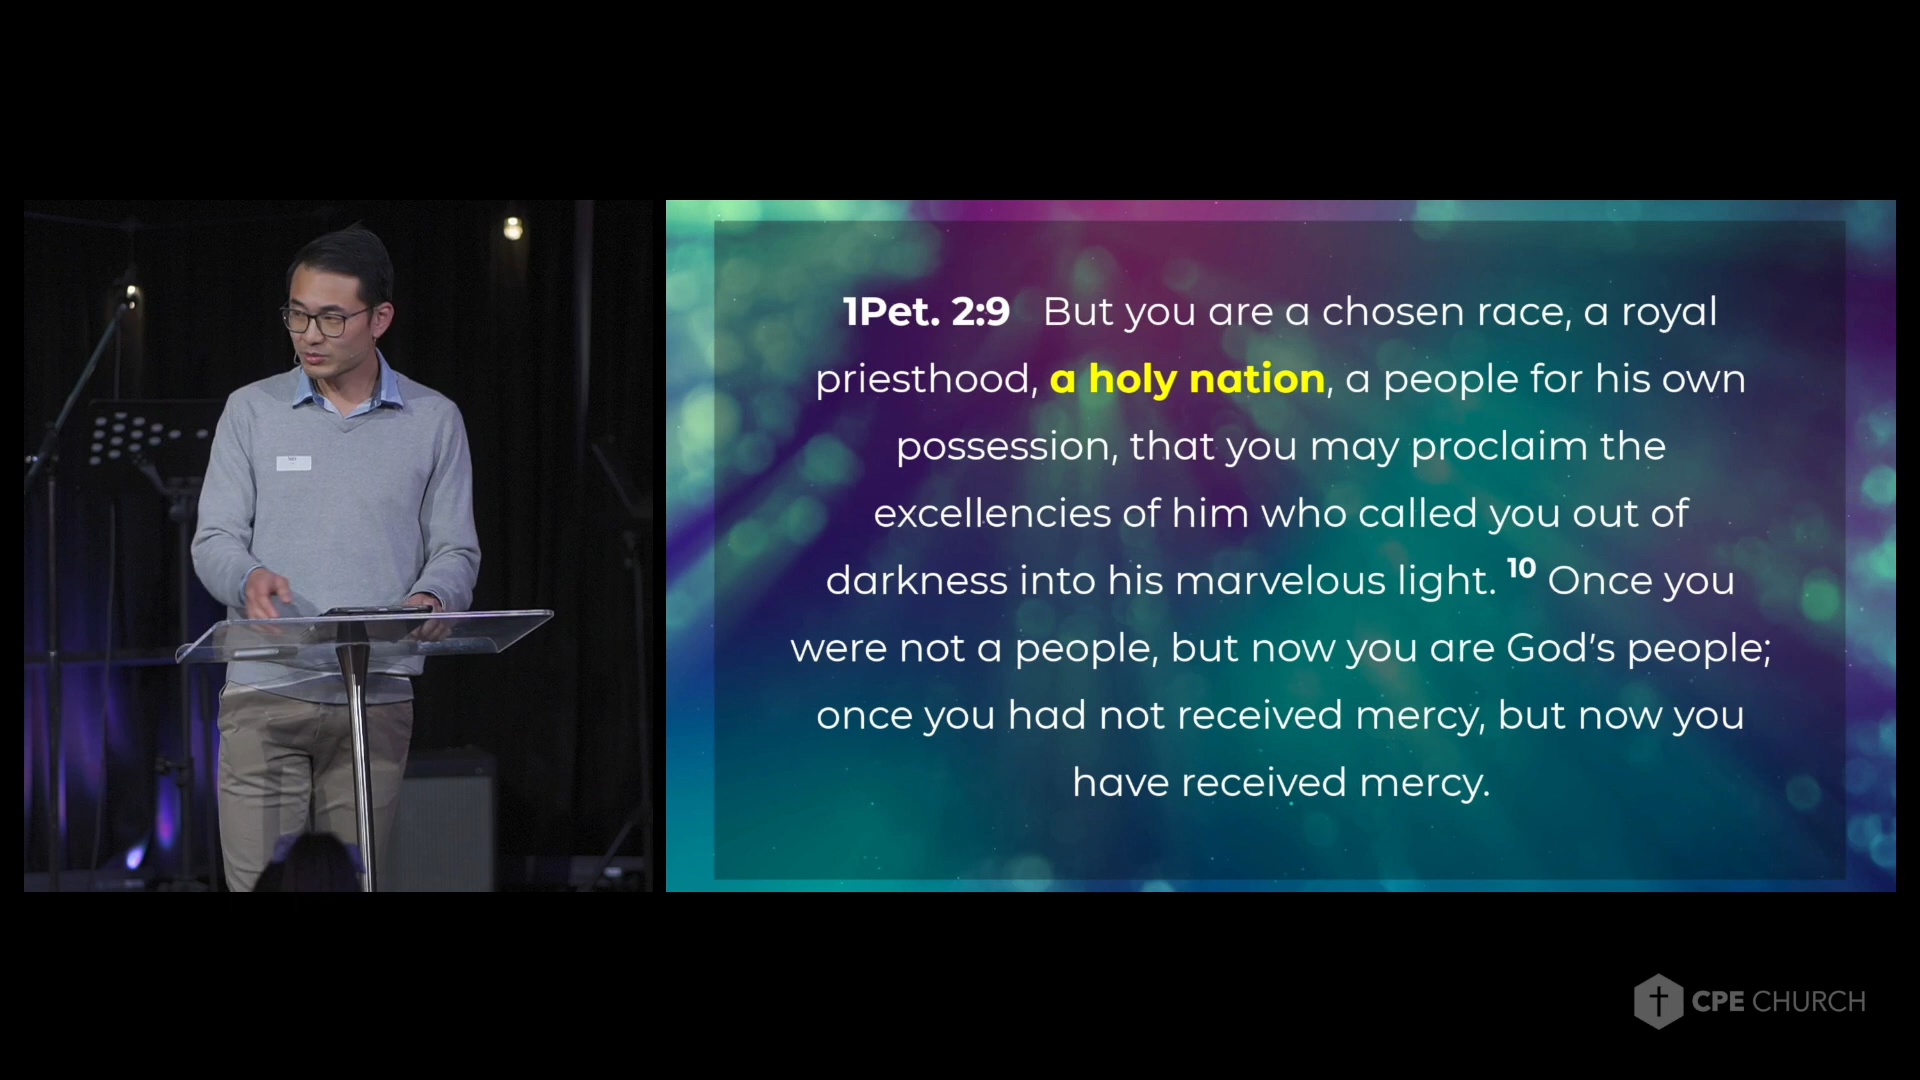 1Pet. 2:9 But you are a chosen race, a royal
priesthood, a holy nation, a people for his own
possession, that you may proclaim the
excellencies of him who called you out of
darkness into his marvelous light. 10 Once you
were not a people, but now you are God's people;
once you had not received mercy, but now you
have received mercy.
CPE CHURCH